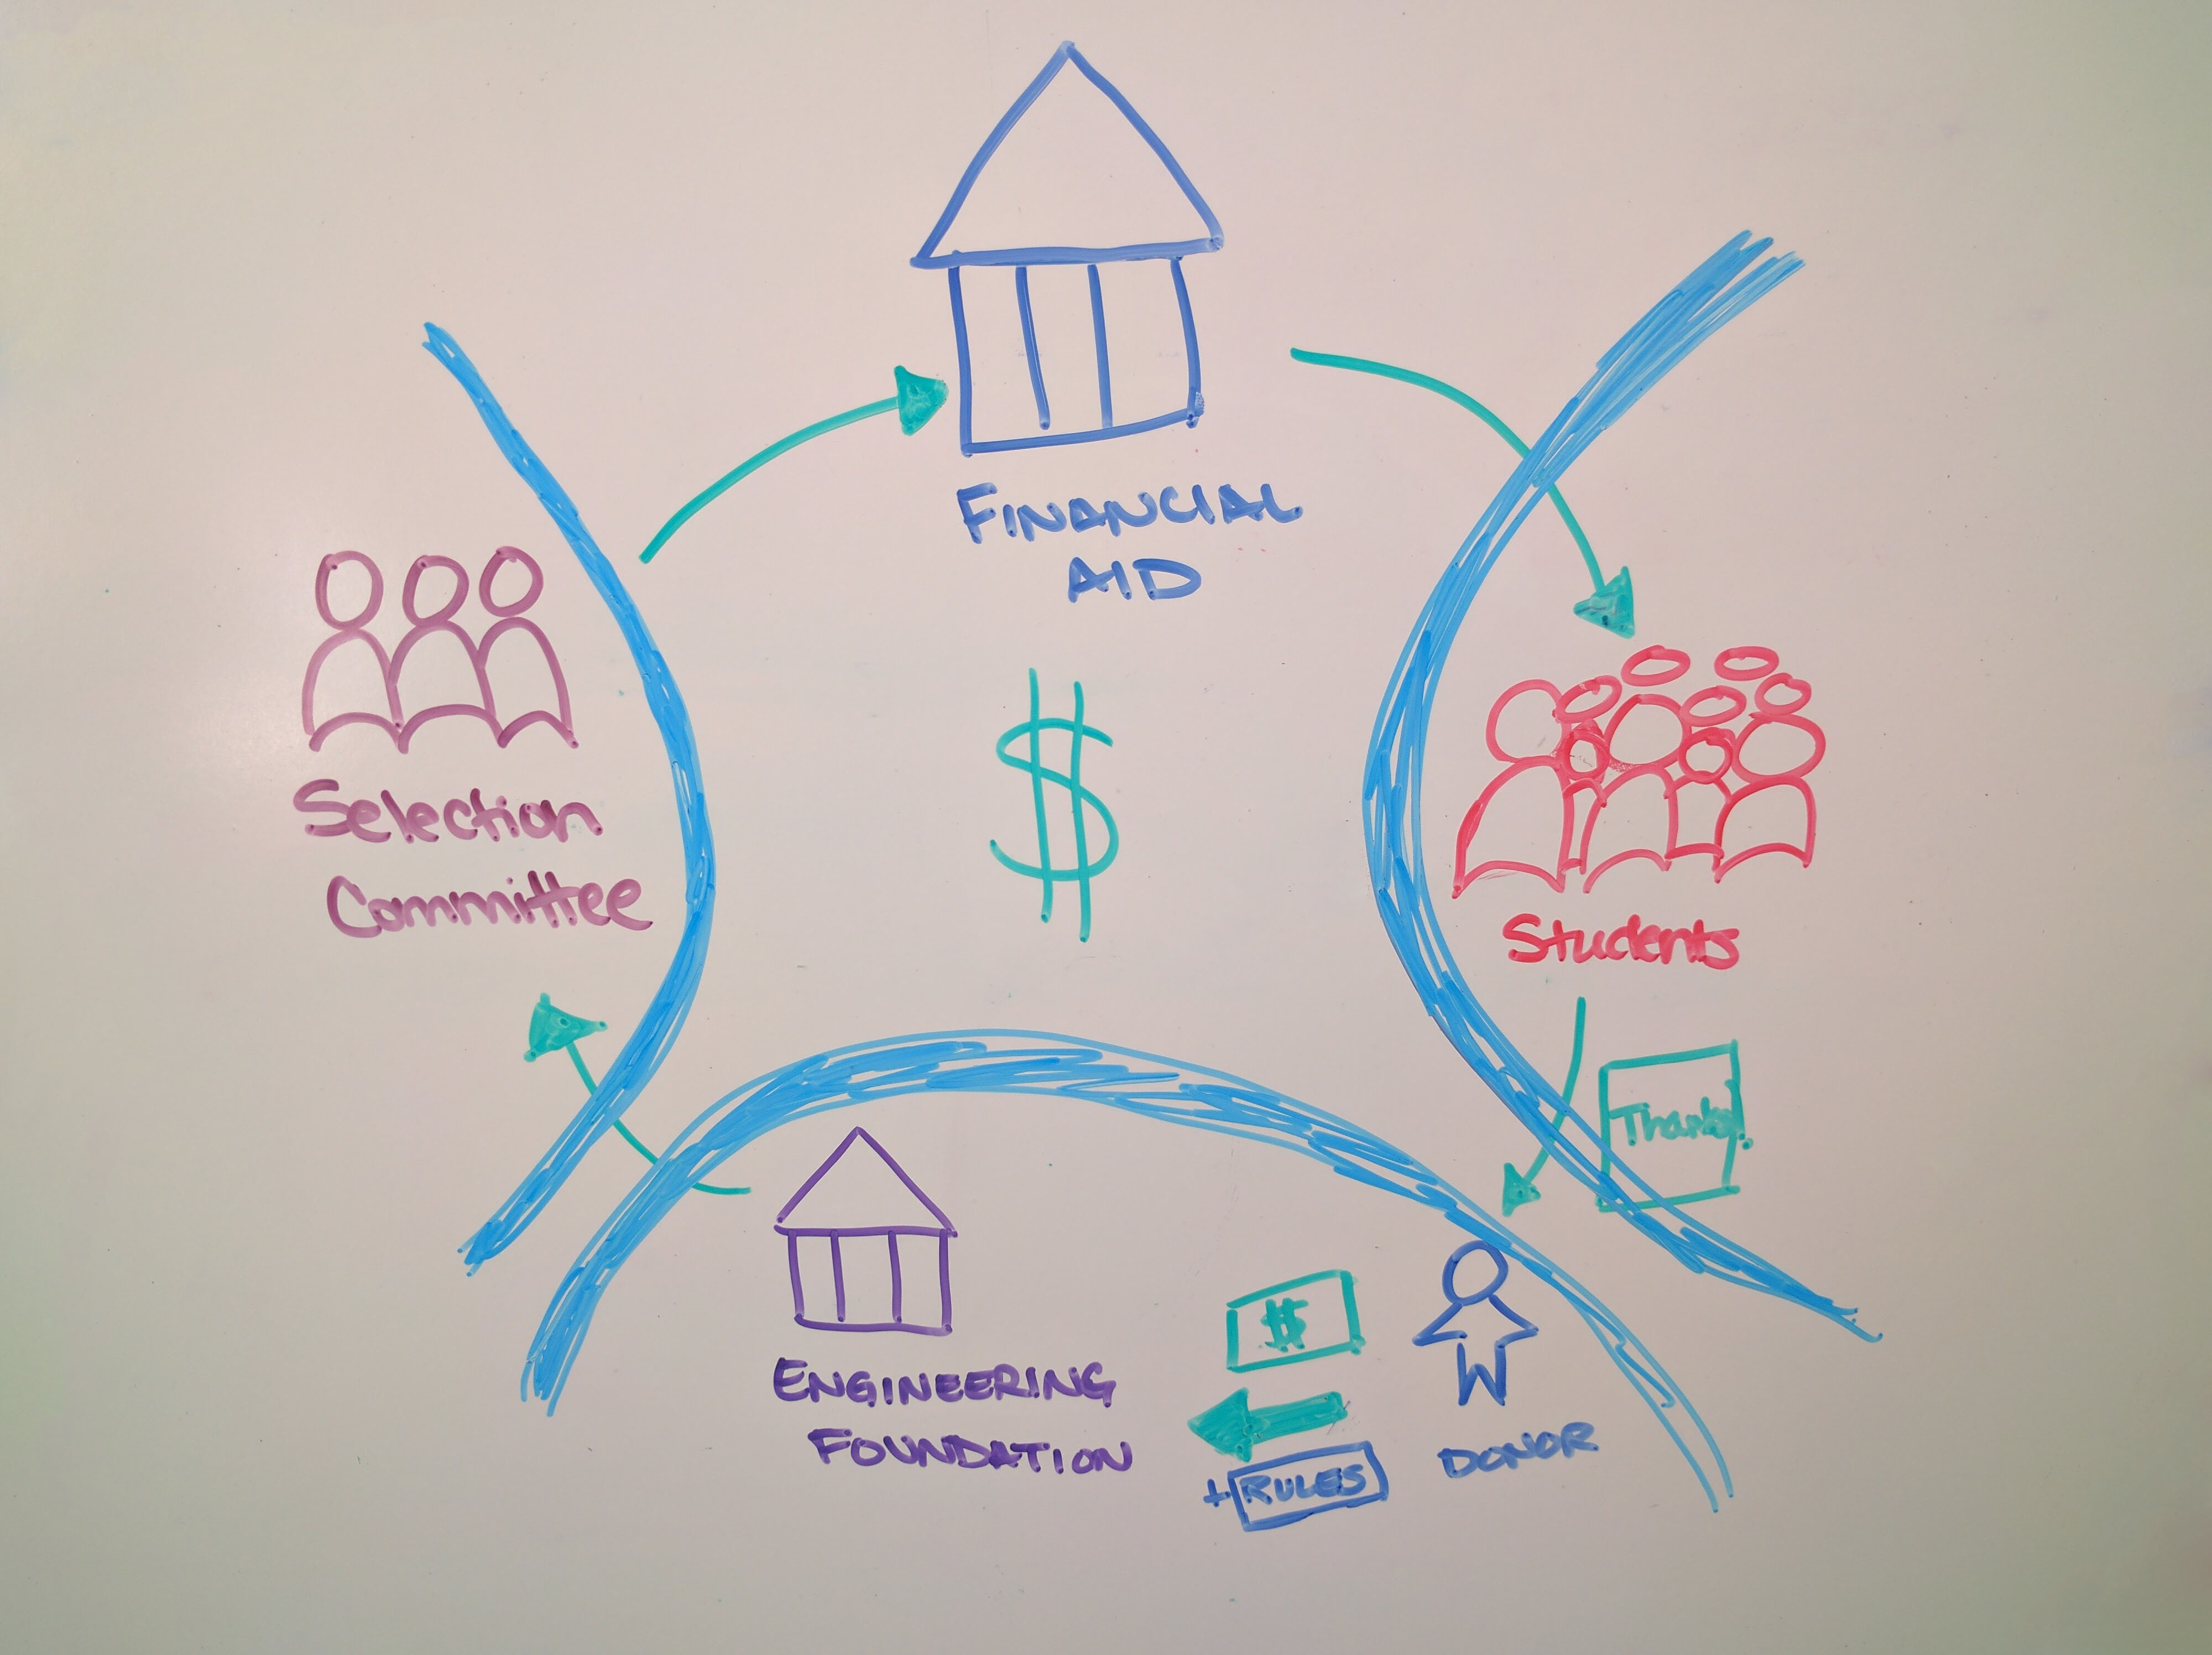 FINANCIAL
AID
Selection
Committee
$
Students
Thanks!
ENGINEERING
FOUNDATION
$
+ RULES
DONOR